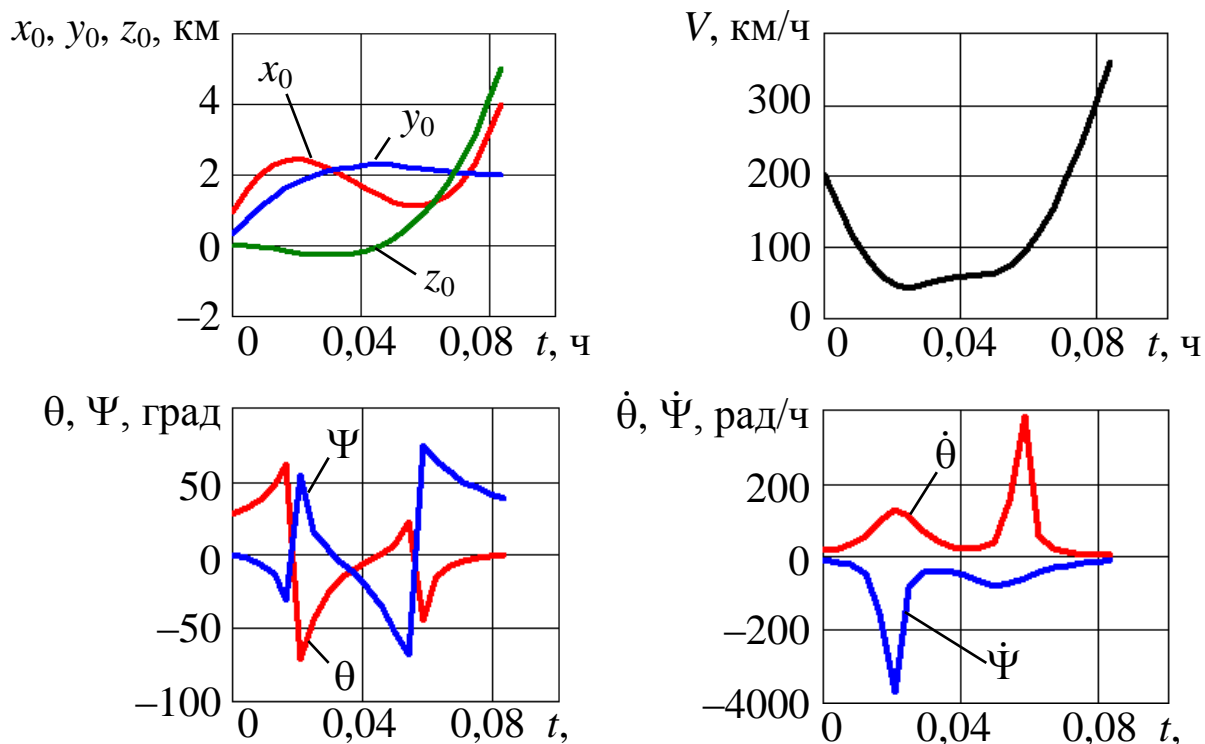 x₀, y₀, z₀, км
4
2
0
−2
x₀
y₀
z₀
0
0,04
0,08
t, ч
V, км/ч
300
200
100
0
0
0,04
0,08
t, ч
θ, Ψ, град
50
0
−50
−100
Ψ
θ
0
0,04
0,08
t,
θ̇, Ψ̇, рад/ч
200
0
−200
−4000
θ̇
Ψ̇
0
0,04
0,08
t,